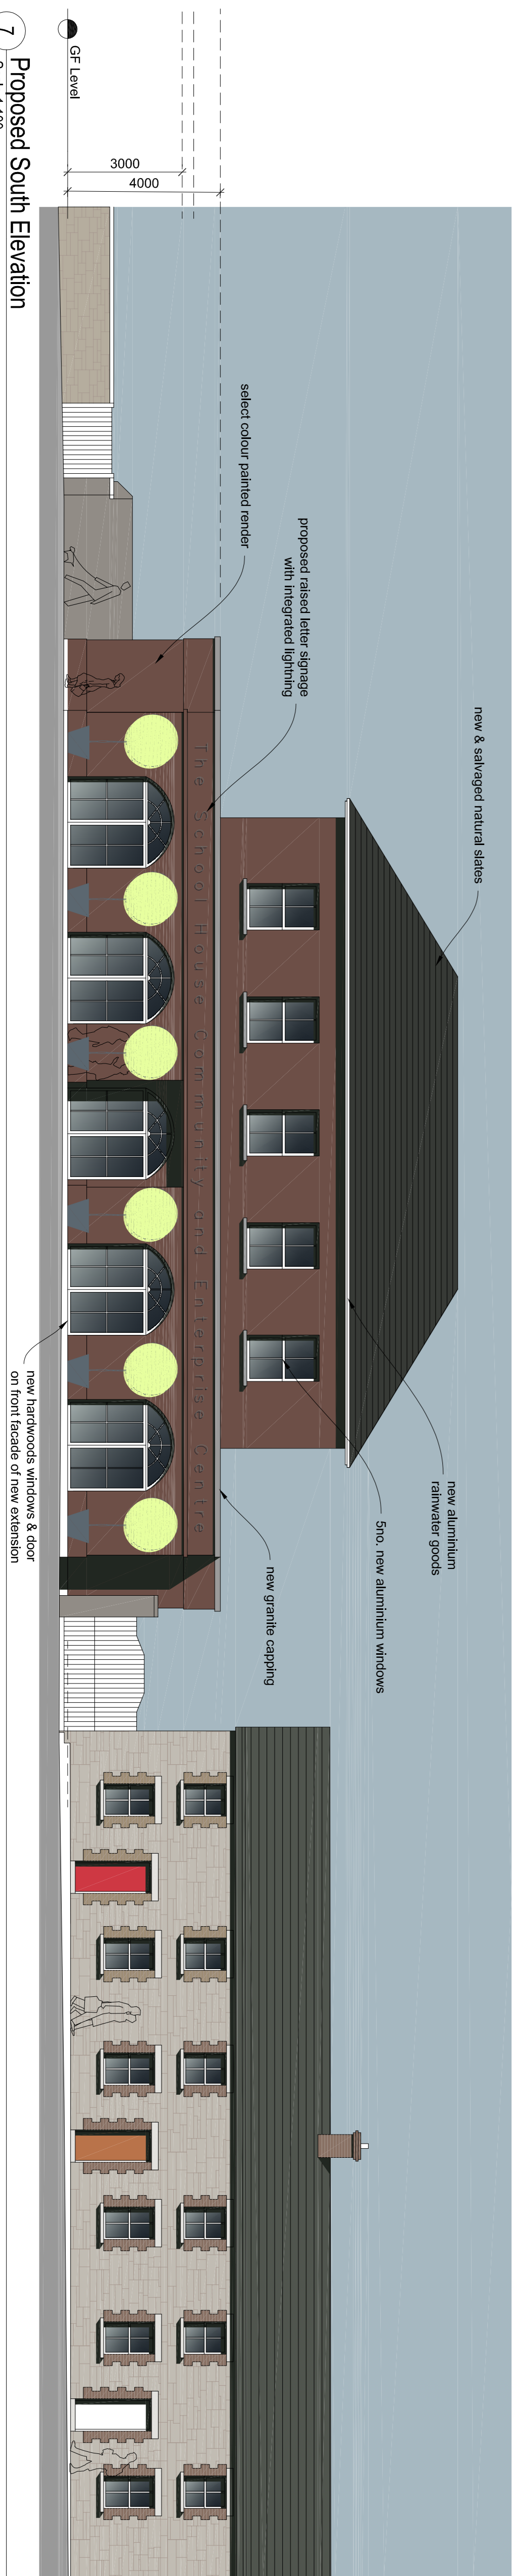 new & salvaged natural slates
new aluminium
rainwater goods
5no. new aluminium windows
proposed raised letter signage
with integrated lightning
select colour painted render
new granite capping
4000
3000
The School House Community and Enterprise Centre
GF Level
new hardwoods windows & door
on front facade of new extension
7
Proposed South Elevation